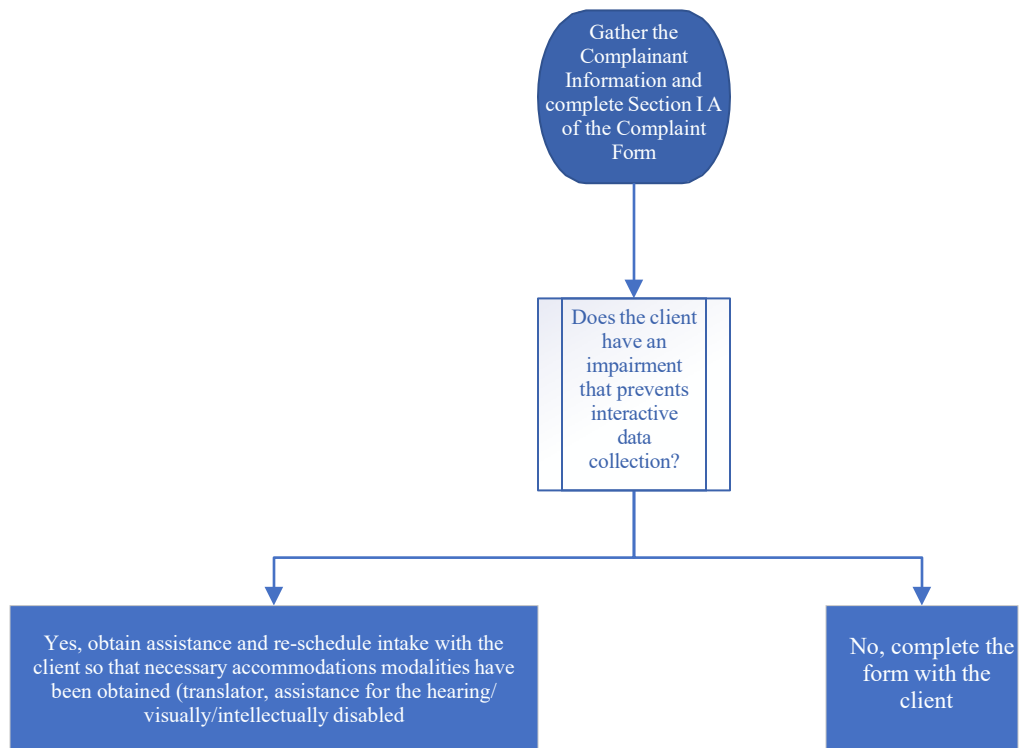 Gather the
Complainant
Information and
complete Section I A
of the Complaint
Form
Does the client
have an
impairment
that prevents
interactive
data
collection?
Yes, obtain assistance and re-schedule intake with the
client so that necessary accommodations modalities have
been obtained (translator, assistance for the hearing/
visually/intellectually disabled
No, complete the
form with the
client